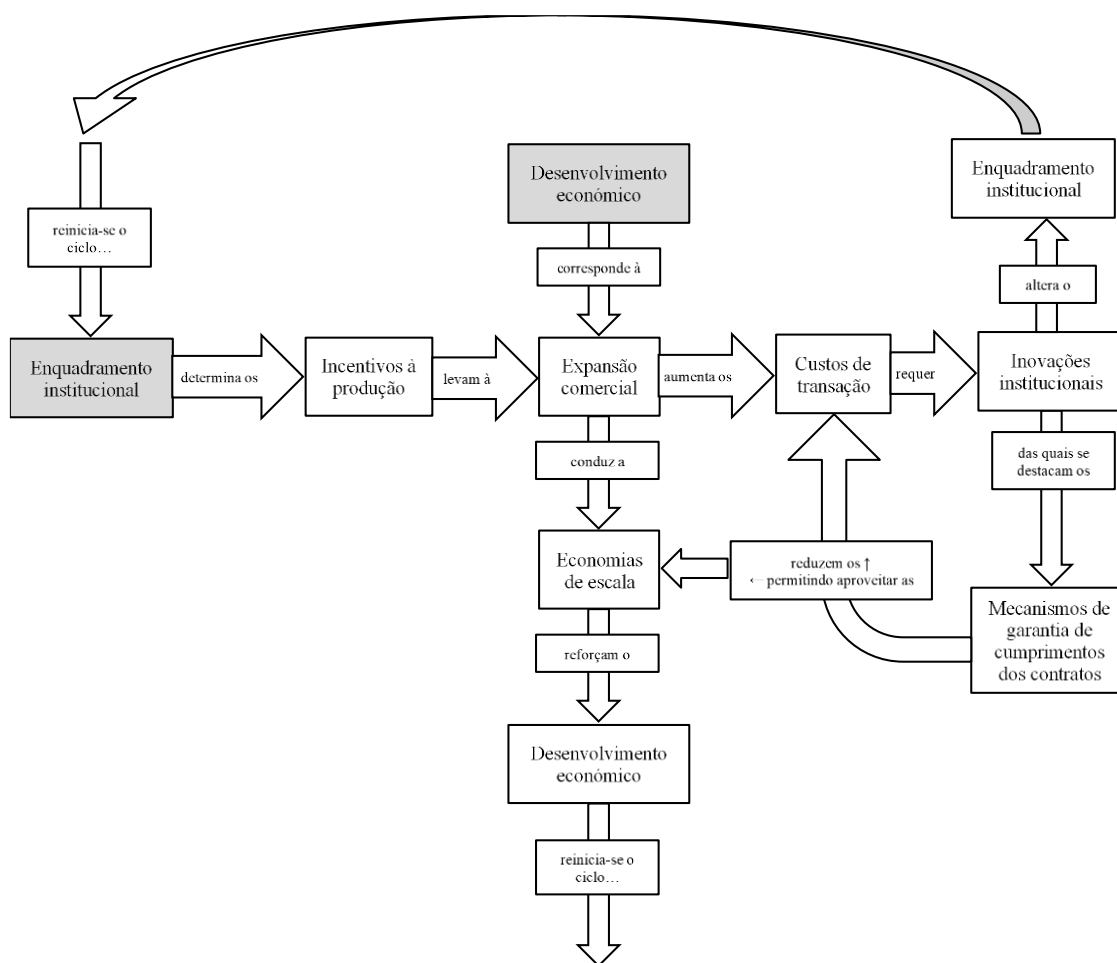 Desenvolvimento
económico
Enquadramento
institucional
reinicia-se o
ciclo…
corresponde à
altera o
Enquadramento
institucional
determina os
Incentivos à
produção
levam à
Expansão
comercial
aumenta os
Custos de
transação
requer
Inovações
institucionais
conduz a
das quais se
destacam os
Economias
de escala
reduzem os ↑
← permitindo aproveitar as
Mecanismos de
garantia de
cumprimentos
dos contratos
reforçam o
Desenvolvimento
económico
reinicia-se o
ciclo…